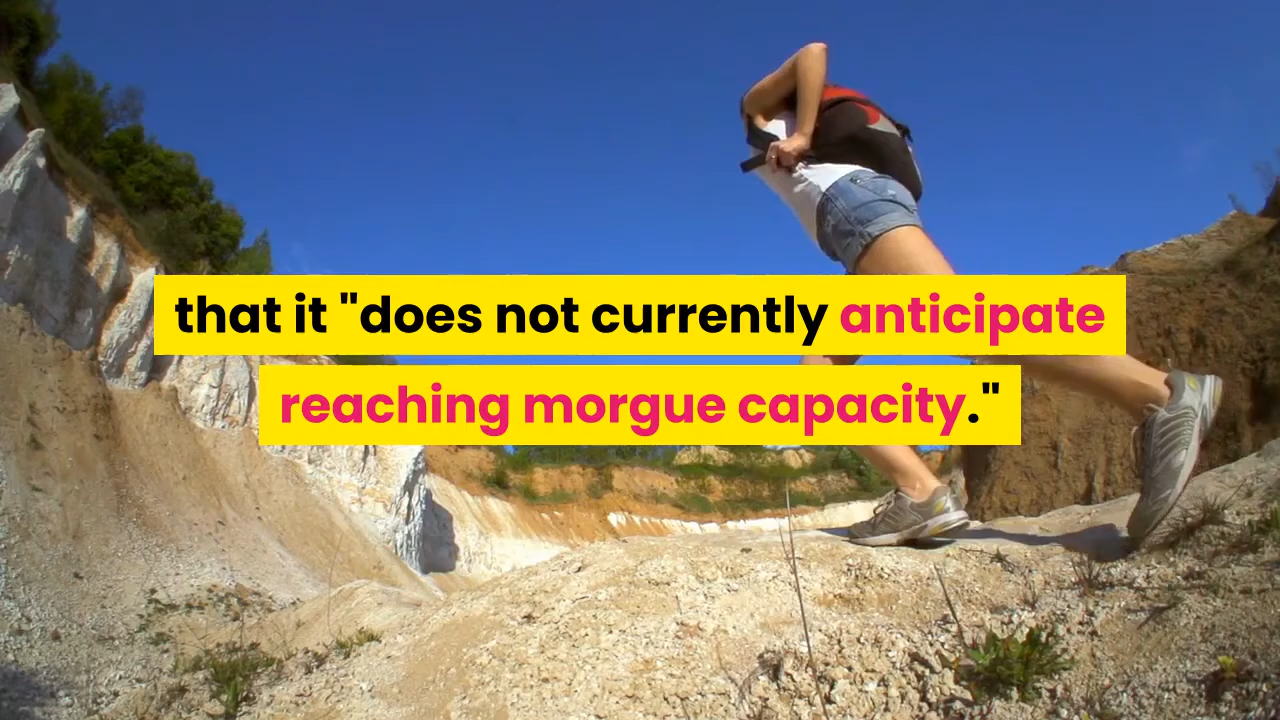 that it "does not currently anticipate
reaching morgue capacity."